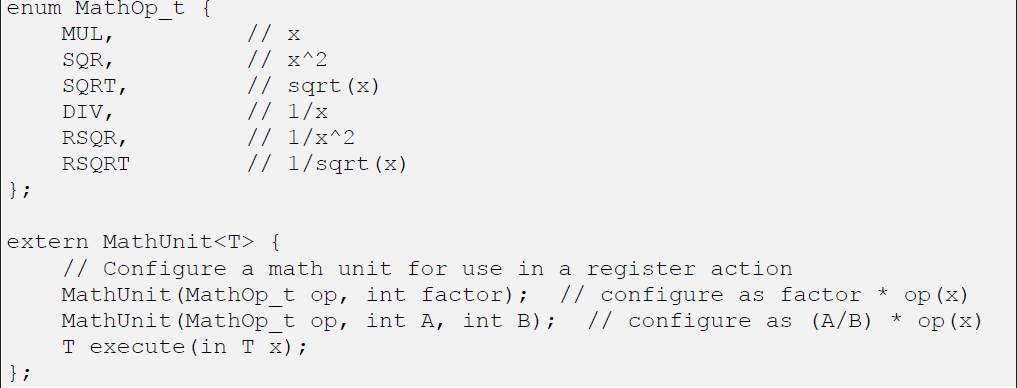 enum MathOp_t {
    MUL,          // x
    SQR,          // x^2
    SQRT,         // sqrt(x)
    DIV,          // 1/x
    RSQR,         // 1/x^2
    RSQRT         // 1/sqrt(x)
};
extern MathUnit<T> {
    // Configure a math unit for use in a register action
    MathUnit(MathOp_t op, int factor);  // configure as factor * op(x)
    MathUnit(MathOp_t op, int A, int B);  // configure as (A/B) * op(x)
    T execute(in T x);
};